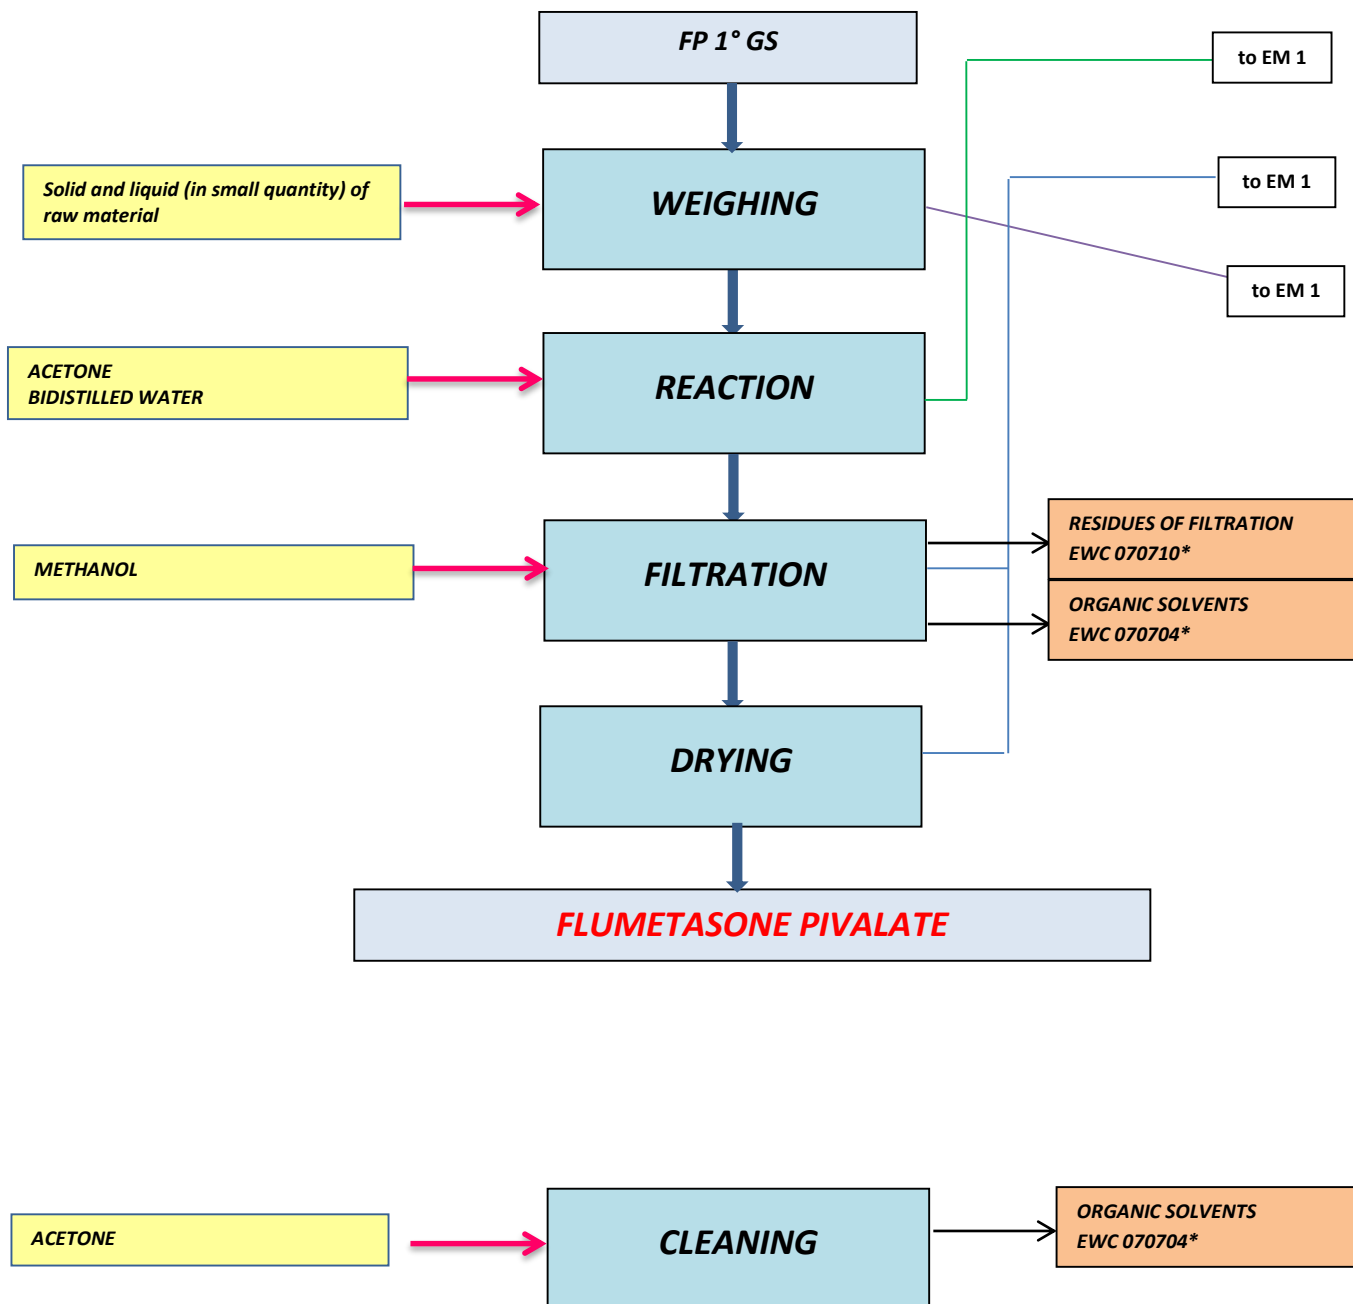 FP 1° GS
to EM 1
to EM 1
Solid and liquid (in small quantity) of
raw material
WEIGHING
to EM 1
ACETONE
BIDISTILLED WATER
REACTION
METHANOL
FILTRATION
RESIDUES OF FILTRATION
EWC 070710*
ORGANIC SOLVENTS
EWC 070704*
DRYING
FLUMETASONE PIVALATE
ACETONE
CLEANING
ORGANIC SOLVENTS
EWC 070704*